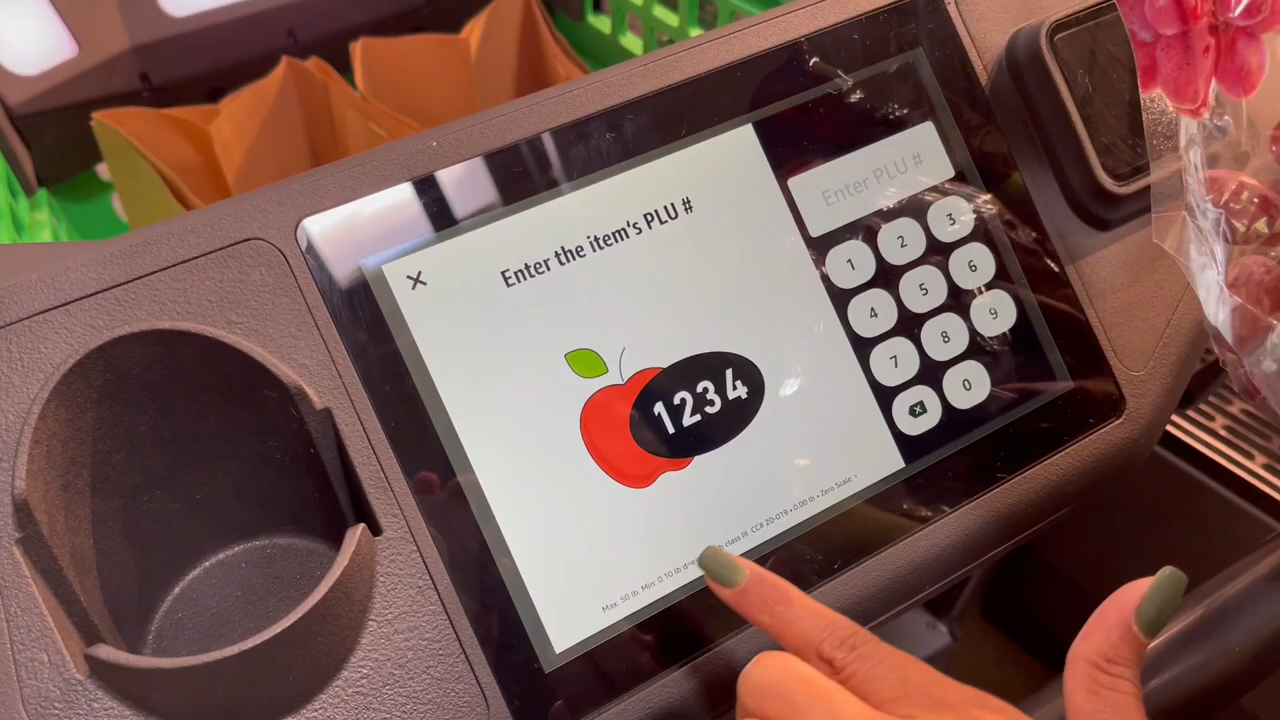 Enter the item's PLU #
1234
Max: 50 lb, Min: 0.10 lb class III CC# 20-019 • 0.00 lb • Zero Scale ›
Enter PLU #
1 2 3
4 5 6
7 8 9
0